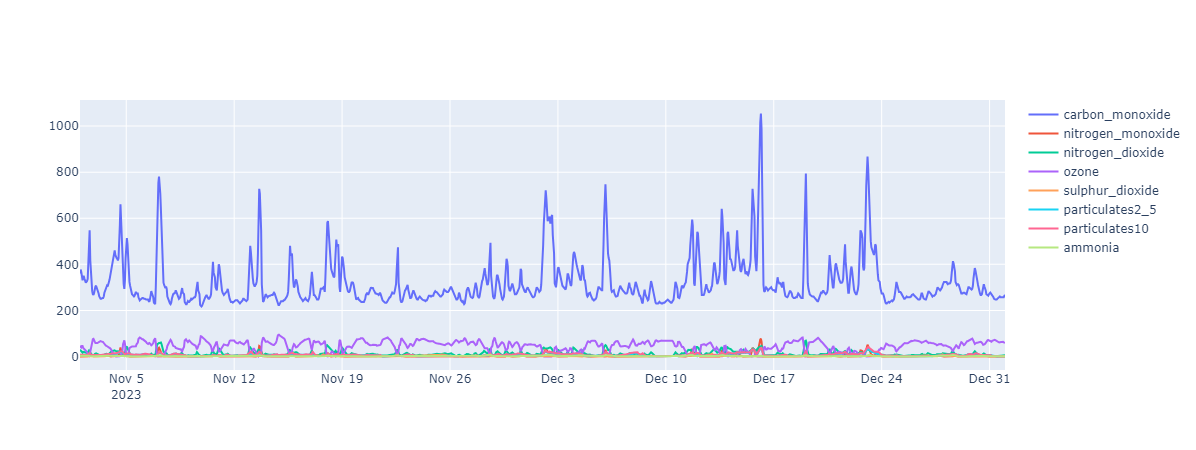 1000
800
600
400
200
0
Nov 5
2023
Nov 12
Nov 19
Nov 26
Dec 3
Dec 10
Dec 17
Dec 24
Dec 31
carbon_monoxide
nitrogen_monoxide
nitrogen_dioxide
ozone
sulphur_dioxide
particulates2_5
particulates10
ammonia